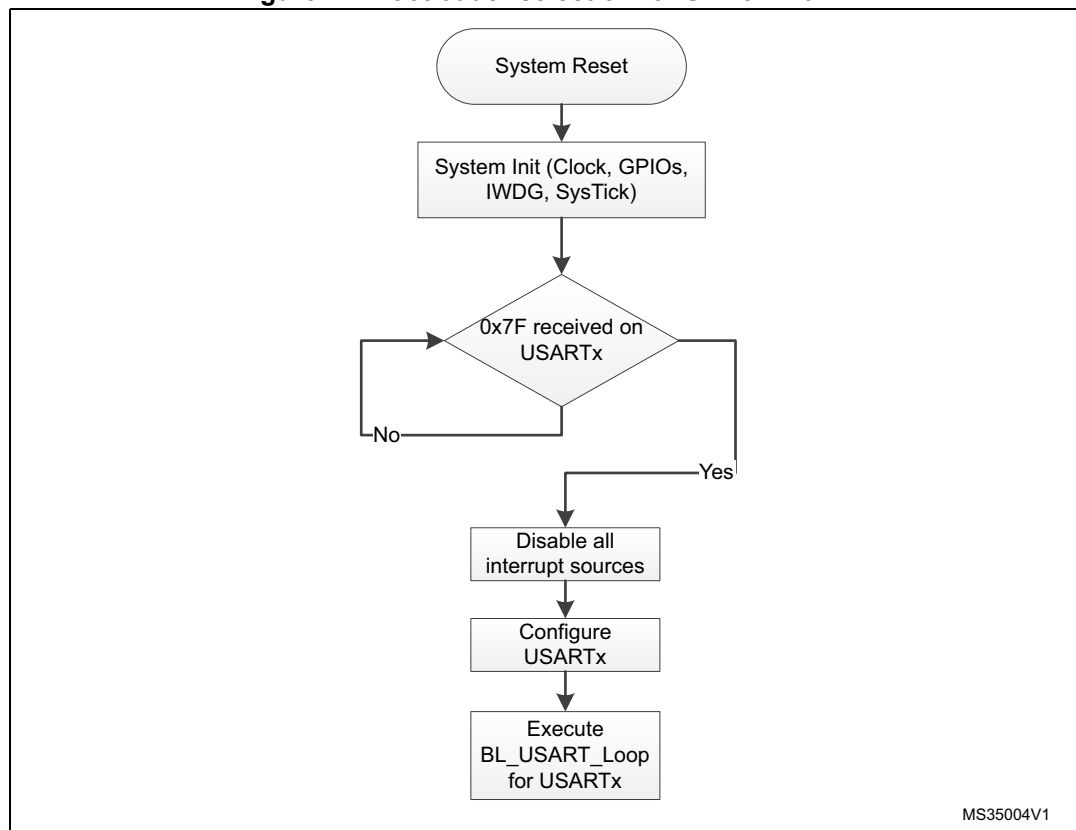 System Reset
System Init (Clock, GPIOs,
IWDG, SysTick)
0x7F received on
USARTx
No
Yes
Disable all
interrupt sources
Configure
USARTx
Execute
BL_USART_Loop
for USARTx
MS35004V1